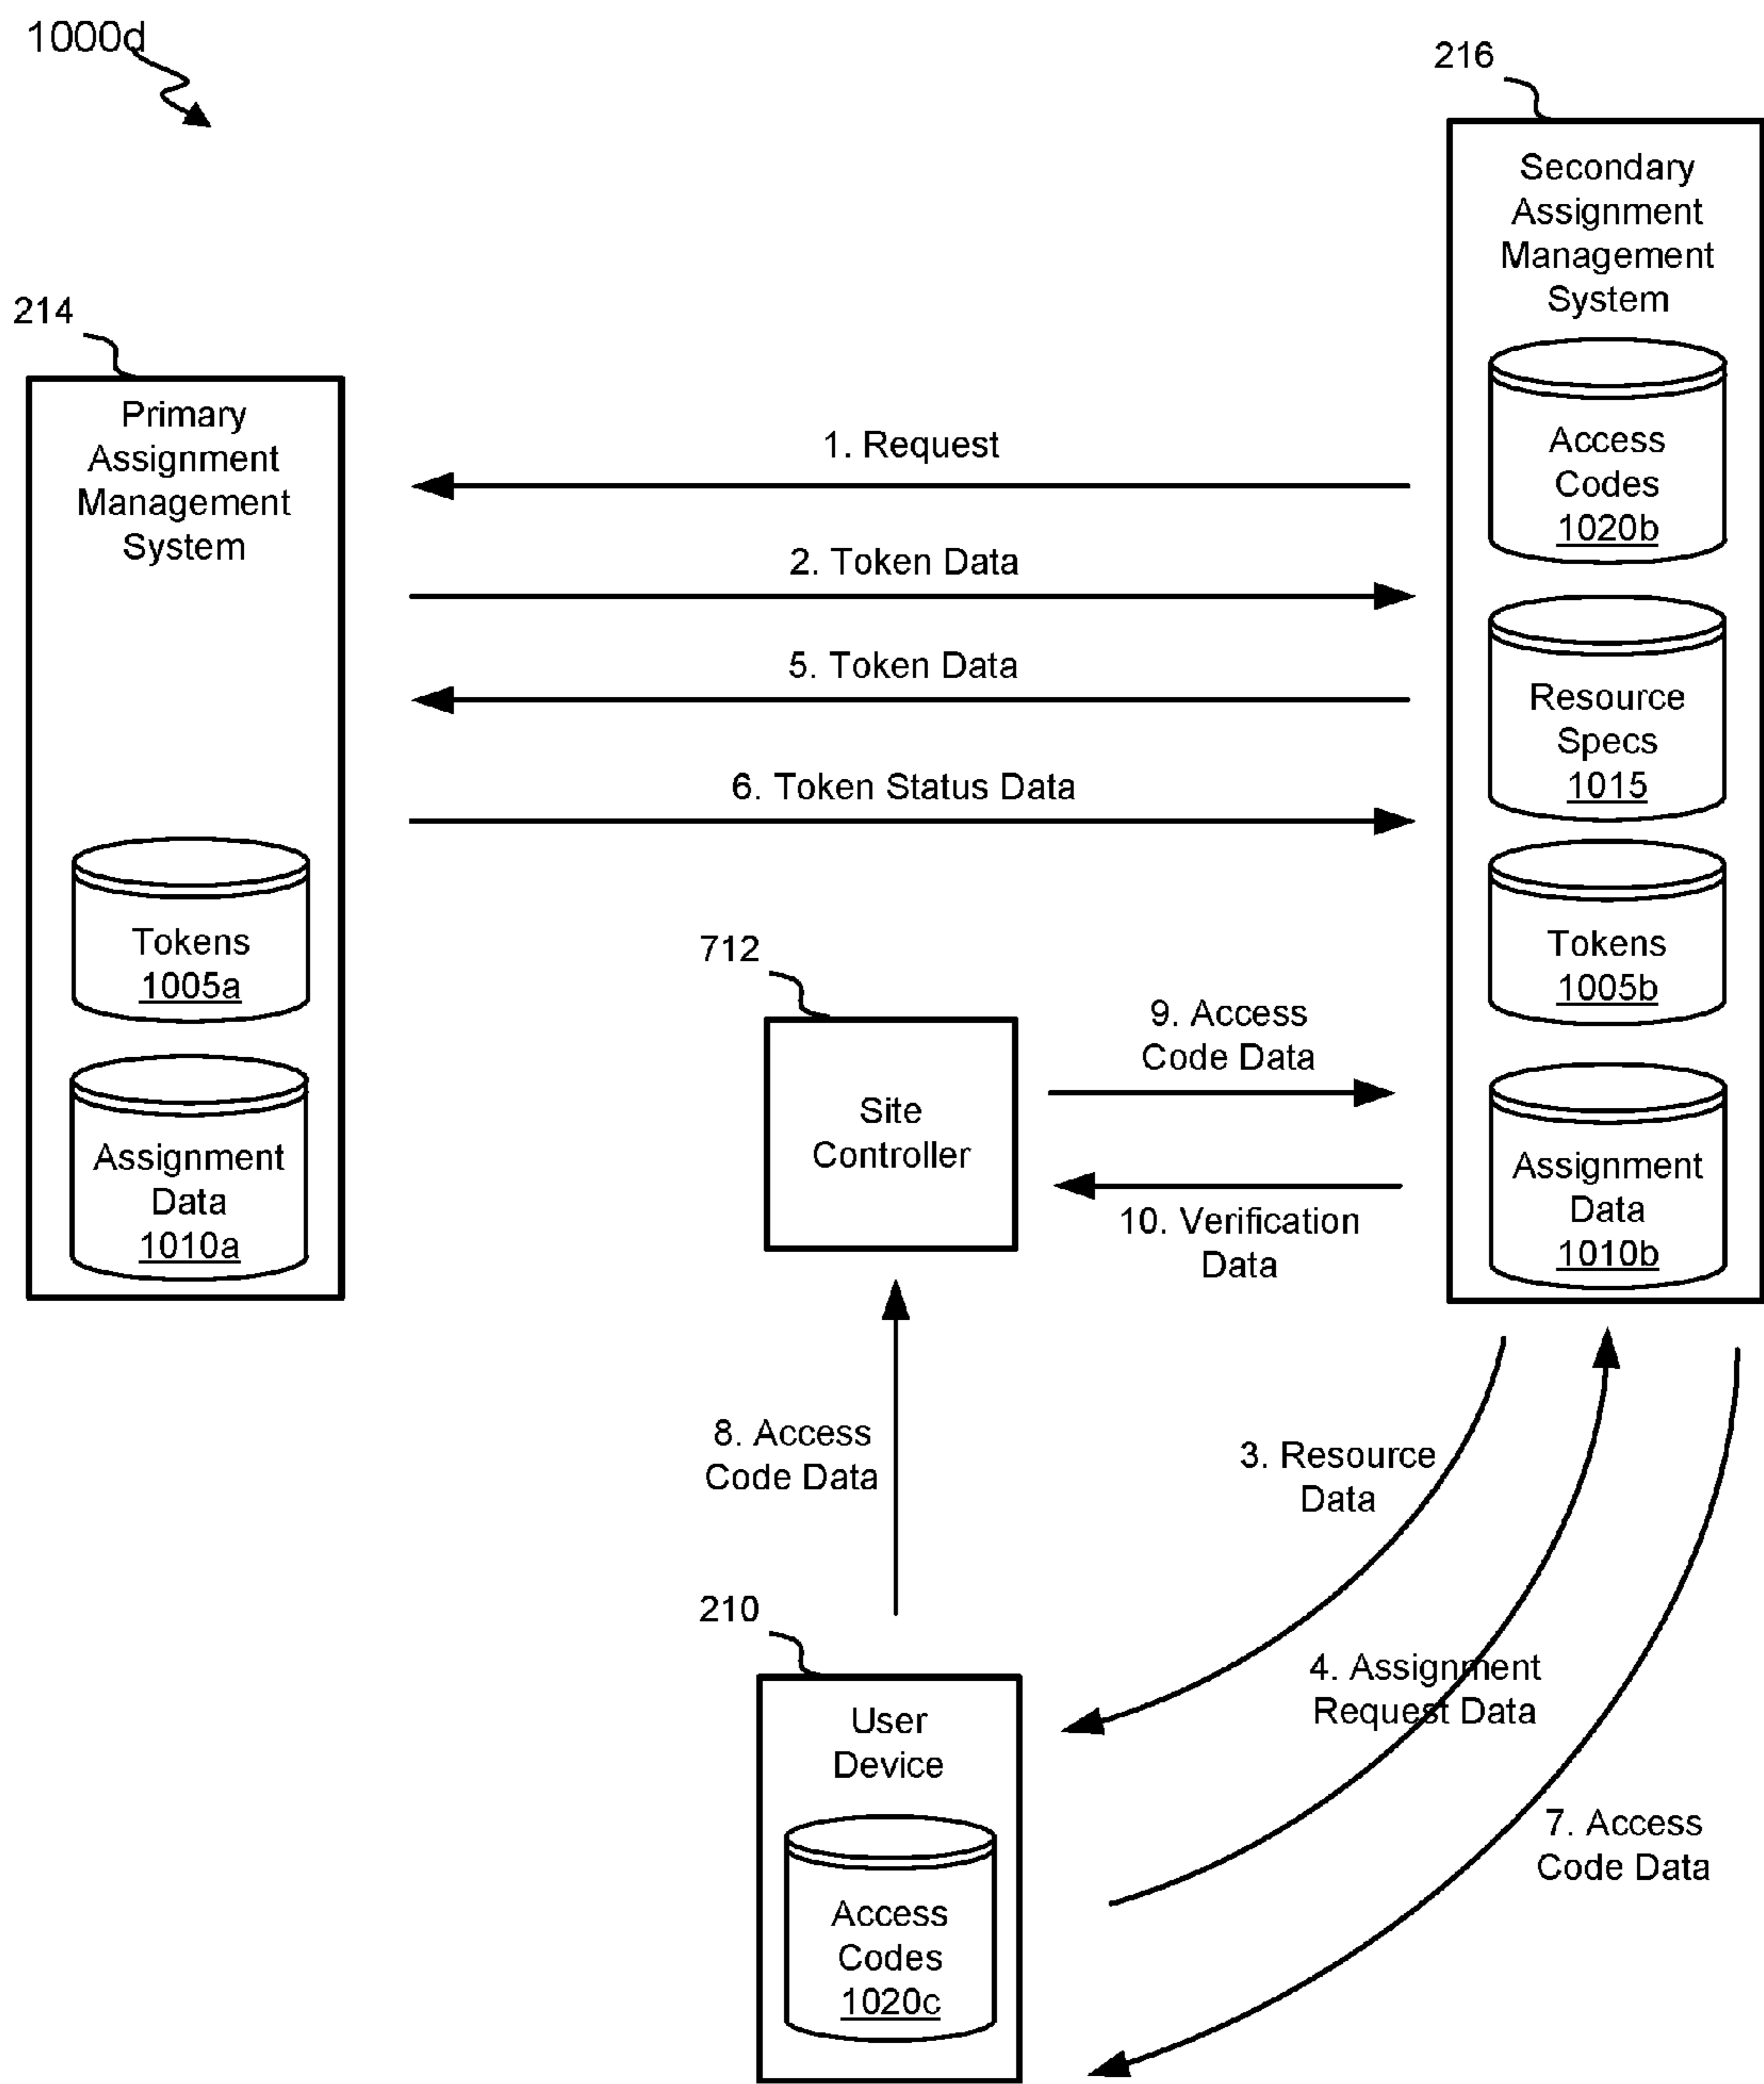 1000d
216
Secondary
Assignment
Management
System
Access
Codes
1020b
Resource
Specs
1015
Tokens
1005b
Assignment
Data
1010b
214
Primary
Assignment
Management
System
Tokens
1005a
Assignment
Data
1010a
1. Request
2. Token Data
5. Token Data
6. Token Status Data
712
Site
Controller
9. Access
Code Data
10. Verification
Data
8. Access
Code Data
3. Resource
Data
4. Assignment
Request Data
7. Access
Code Data
210
User
Device
Access
Codes
1020c